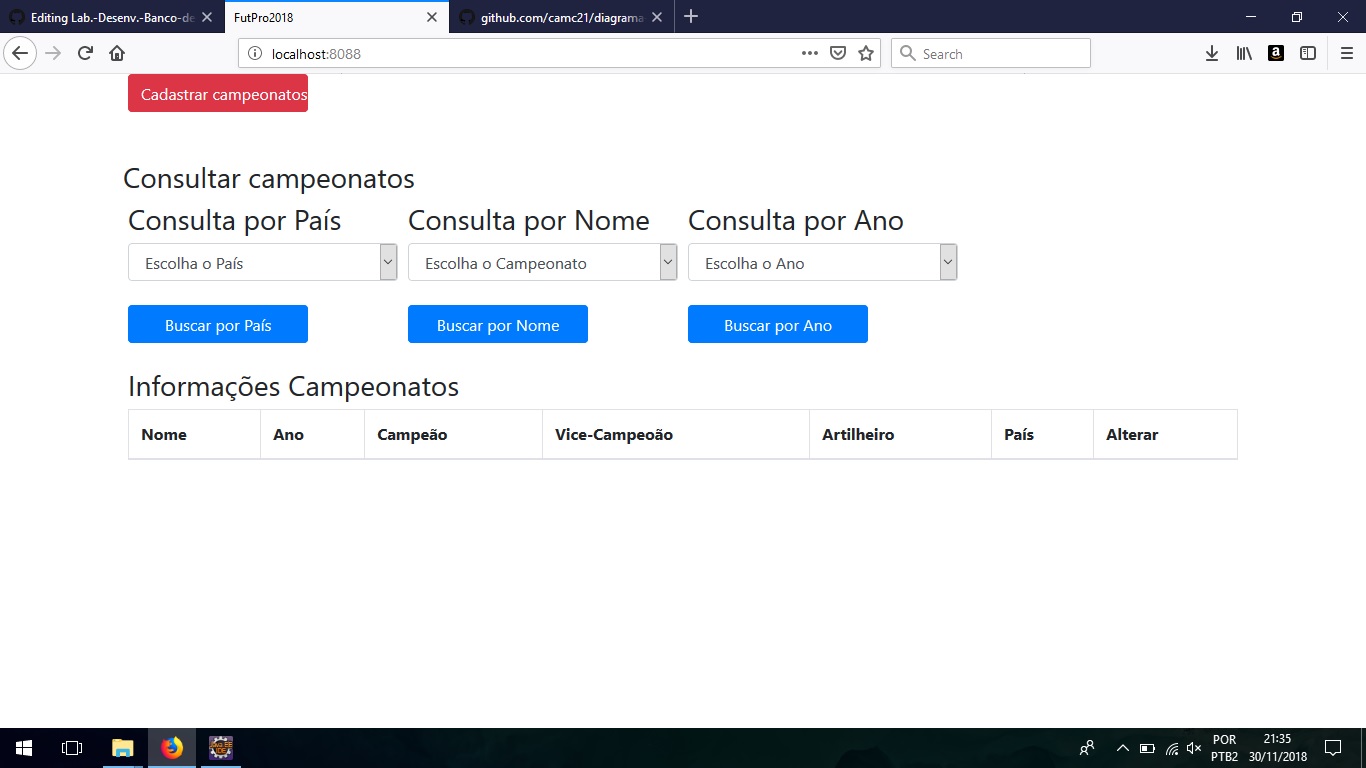 Editing Lab.-Desenv.-Banco-de
FutPro2018
github.com/camc21/diagrama
localhost:8088
Search
Cadastrar campeonatos
Consultar campeonatos
Consulta por País Consulta por Nome Consulta por Ano
Escolha o País Escolha o Campeonato Escolha o Ano
Buscar por País Buscar por Nome Buscar por Ano
Informações Campeonatos
Nome Ano Campeão Vice-Campeoão Artilheiro País Alterar
POR 21:35
PTB2 30/11/2018